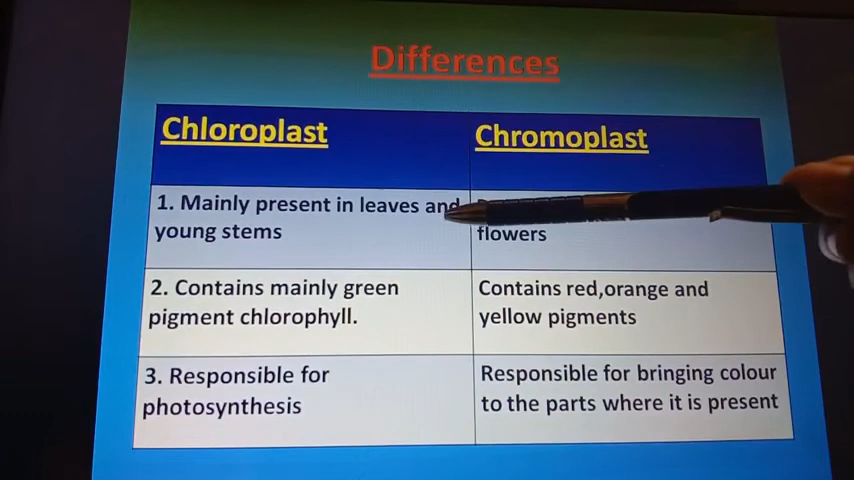 Differences
Chloroplast
Chromoplast
1. Mainly present in leaves and
young stems
flowers
2. Contains mainly green
pigment chlorophyll.
Contains red,orange and
yellow pigments
3. Responsible for
photosynthesis
Responsible for bringing colour
to the parts where it is present